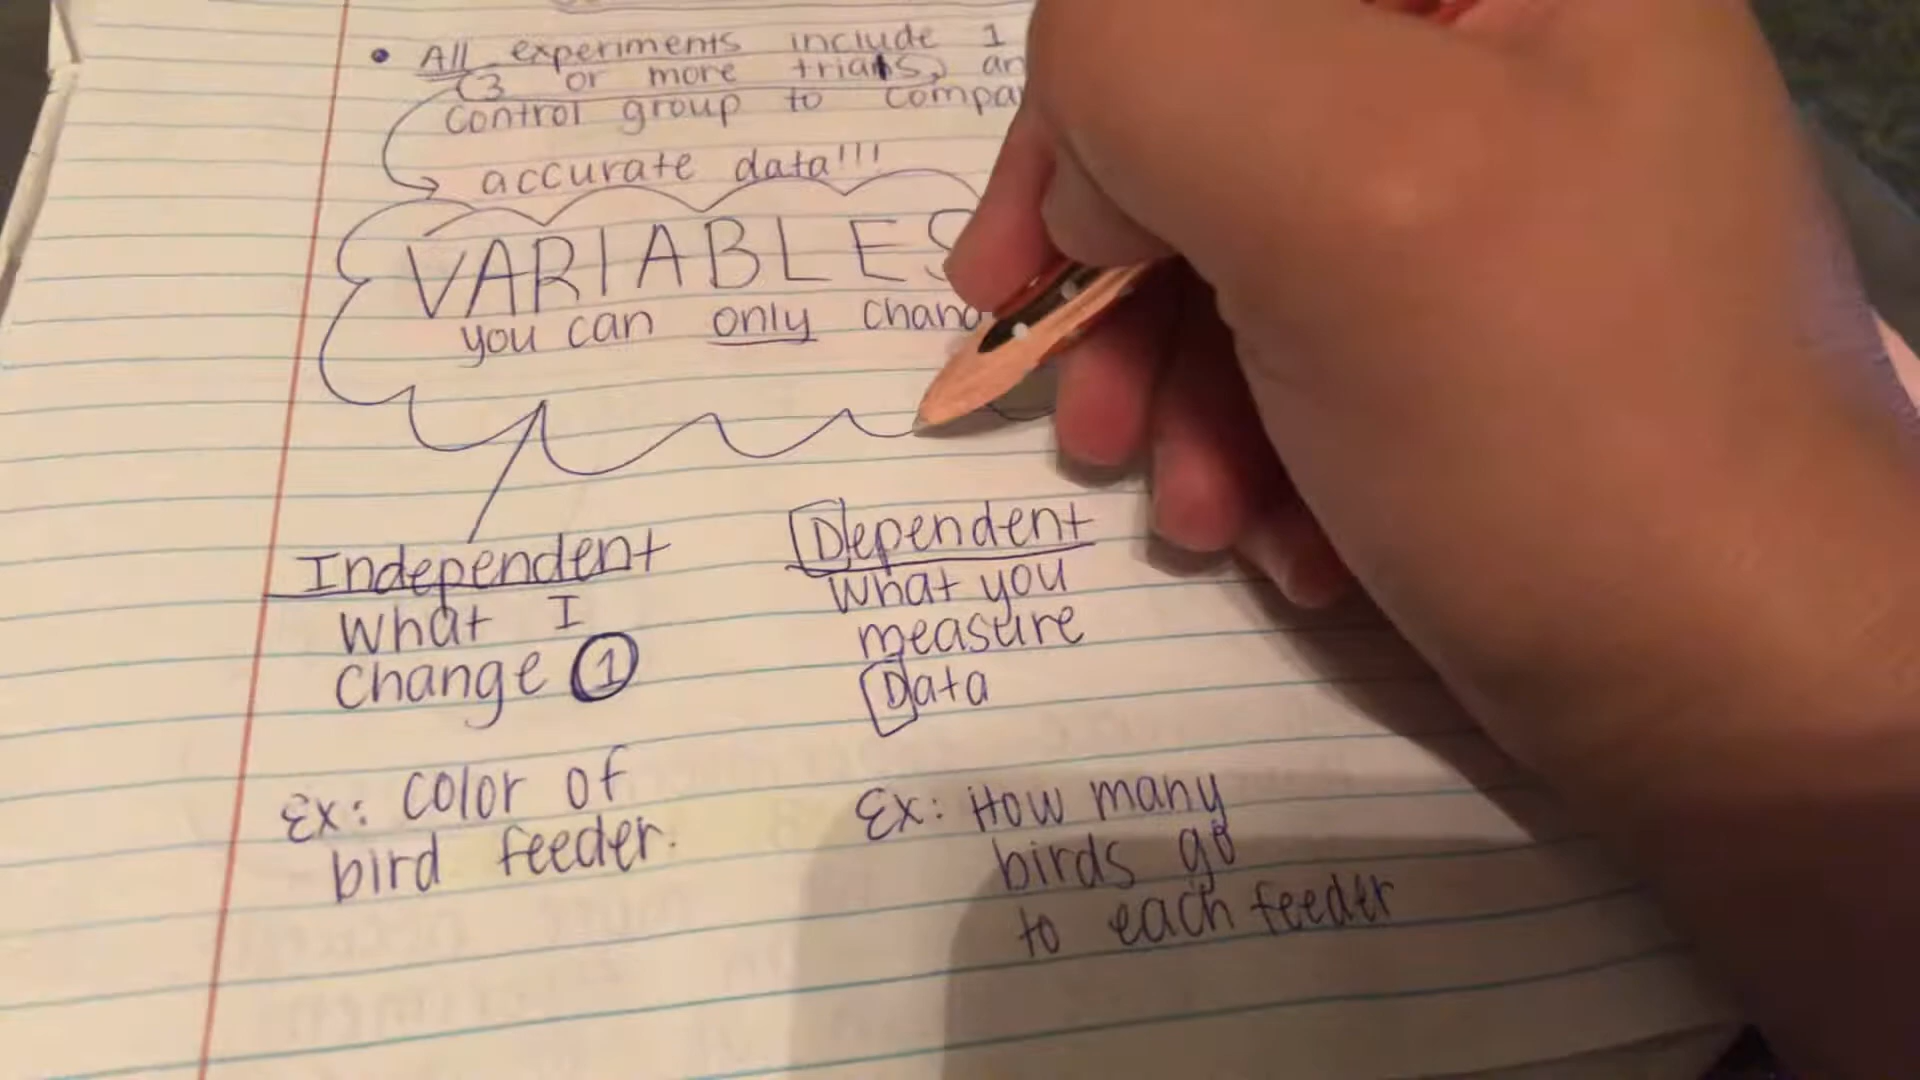 All experiments include 1
(3 or more trials), an
control group to compa
accurate data!!!
VARIABLES
you can only chang
Independent
What I
change 1
Ex: color of
bird feeder.
Dependent
What you
measure
Data
Ex: How many
birds go
to each feeder